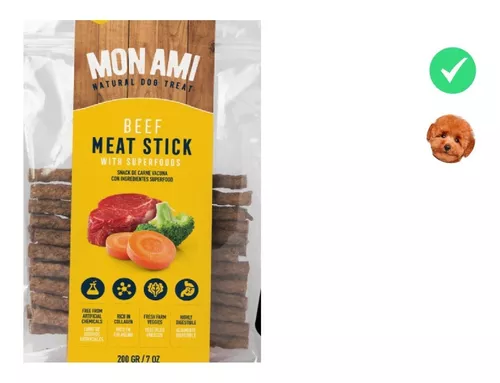 MON AMI
NATURAL DOG TREAT
BEEF
MEAT STICK
WITH SUPERFOODS
SNACK DE CARNE VACUNA
CON INGREDIENTES SUPERFOOD
FREE FROM
ARTIFICIAL
CHEMICALS
RICH IN
COLLAGEN
FRESH FARM
VEGGIES
HIGHLY
DIGESTIBLE
200 GR / 7 OZ